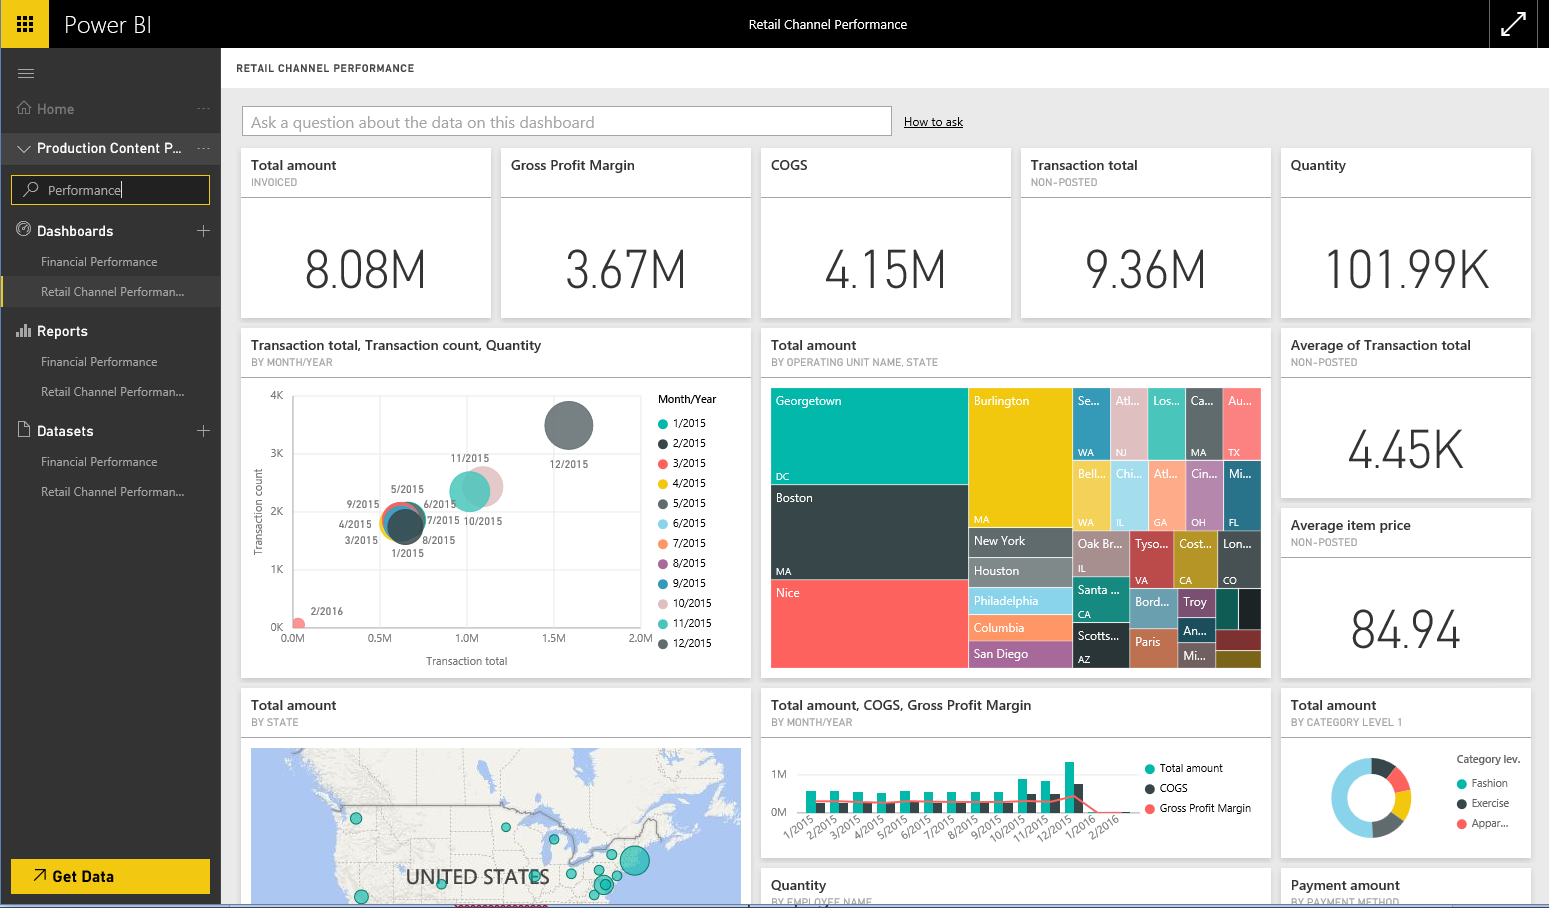 Power BI
Retail Channel Performance
RETAIL CHANNEL PERFORMANCE
Home
Production Content P...
Performance
Dashboards
Financial Performance
Retail Channel Performan...
Reports
Financial Performance
Retail Channel Performan...
Datasets
Financial Performance
Retail Channel Performan...
Get Data
Ask a question about the data on this dashboard
How to ask
Total amount
INVOICED
8.08M
Gross Profit Margin
3.67M
COGS
4.15M
Transaction total
NON-POSTED
9.36M
Quantity
101.99K
Transaction total, Transaction count, Quantity
BY MONTH/YEAR
Transaction count
4K
3K
2K
1K
0K
12/2015
11/2015
10/2015
5/2015
9/2015
6/2015
4/2015
7/2015
3/2015
8/2015
1/2015
2/2016
0.0M
0.5M
1.0M
1.5M
2.0M
Transaction total
Month/Year
1/2015
2/2015
3/2015
4/2015
5/2015
6/2015
7/2015
8/2015
9/2015
10/2015
11/2015
12/2015
Total amount
BY OPERATING UNIT NAME, STATE
Georgetown
DC
Boston
MA
Nice
Burlington
MA
New York
Houston
Philadelphia
Columbia
San Diego
Se...
WA
Atl...
NJ
Los...
Ca...
MA
Au...
TX
Bell...
WA
Chi...
IL
Atl...
GA
Cin...
OH
Mi...
FL
Oak Br...
IL
Tyso...
VA
Cost...
CA
Lon...
CO
Santa ...
CA
Scotts...
AZ
Bord...
Paris
Troy
An...
Mi...
Average of Transaction total
NON-POSTED
4.45K
Average item price
NON-POSTED
84.94
Total amount
BY STATE
UNITED STATES
Total amount, COGS, Gross Profit Margin
BY MONTH/YEAR
1M
0M
1/2015
2/2015
3/2015
4/2015
5/2015
6/2015
7/2015
8/2015
9/2015
10/2015
11/2015
12/2015
1/2016
2/2016
Total amount
COGS
Gross Profit Margin
Total amount
BY CATEGORY LEVEL 1
Category lev.
Fashion
Exercise
Appar...
Quantity
BY EMPLOYEE NAME
Payment amount
BY PAYMENT METHOD